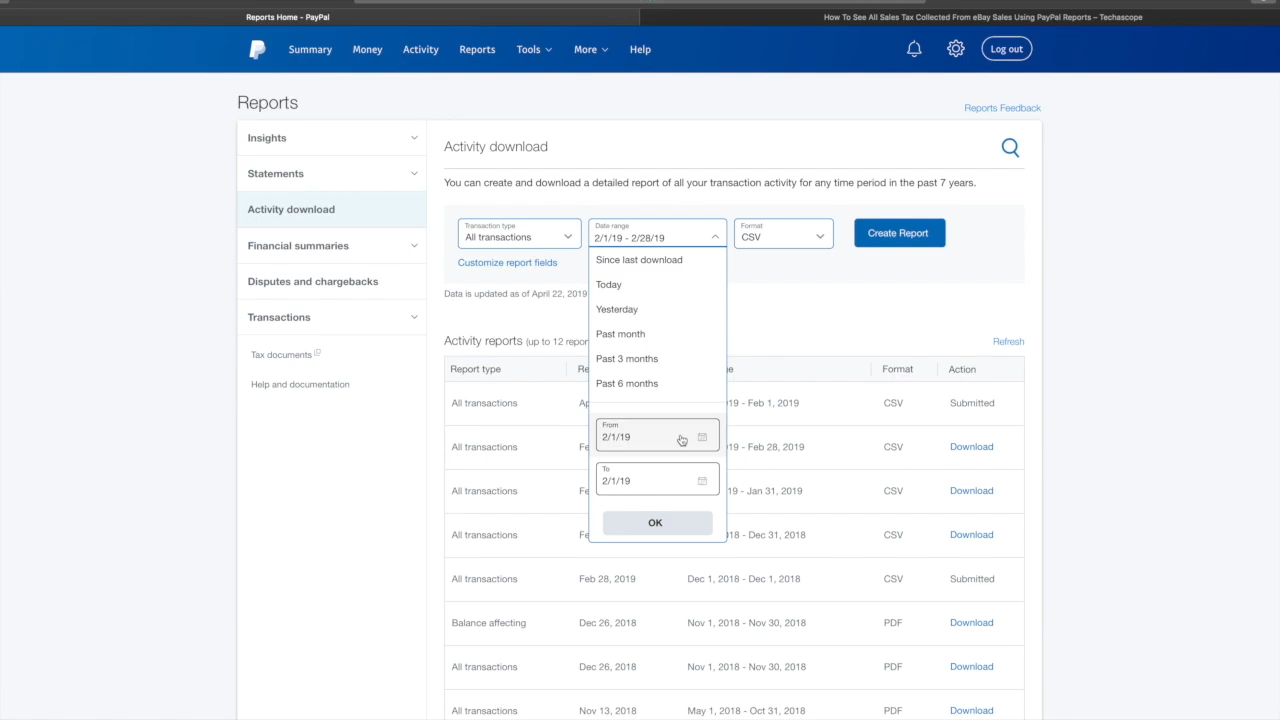 Reports Home - PayPal
How To See All Sales Tax Collected From eBay Sales Using PayPal Reports – Techascope
Summary Money Activity Reports Tools More Help Log out
Reports
Reports Feedback
Insights
Statements
Activity download
Financial summaries
Disputes and chargebacks
Transactions
Tax documents
Help and documentation
Activity download
You can create and download a detailed report of all your transaction activity for any time period in the past 7 years.
Transaction type
All transactions
Date range
2/1/19 - 2/28/19
Format
CSV
Create Report
Customize report fields
Since last download
Today
Yesterday
Past month
Past 3 months
Past 6 months
From
2/1/19
To
2/1/19
OK
Data is updated as of April 22, 2019
Activity reports (up to 12 repor
Refresh
Report type Re ge Format Action
All transactions Ap 19 - Feb 1, 2019 CSV Submitted
All transactions Fe 19 - Feb 28, 2019 CSV Download
All transactions Fe 19 - Jan 31, 2019 CSV Download
All transactions Fe 18 - Dec 31, 2018 CSV Download
All transactions Feb 28, 2019 Dec 1, 2018 - Dec 1, 2018 CSV Submitted
Balance affecting Dec 26, 2018 Nov 1, 2018 - Nov 30, 2018 PDF Download
All transactions Dec 26, 2018 Nov 1, 2018 - Nov 30, 2018 PDF Download
All transactions Nov 13, 2018 May 1, 2018 - Oct 31, 2018 PDF Download